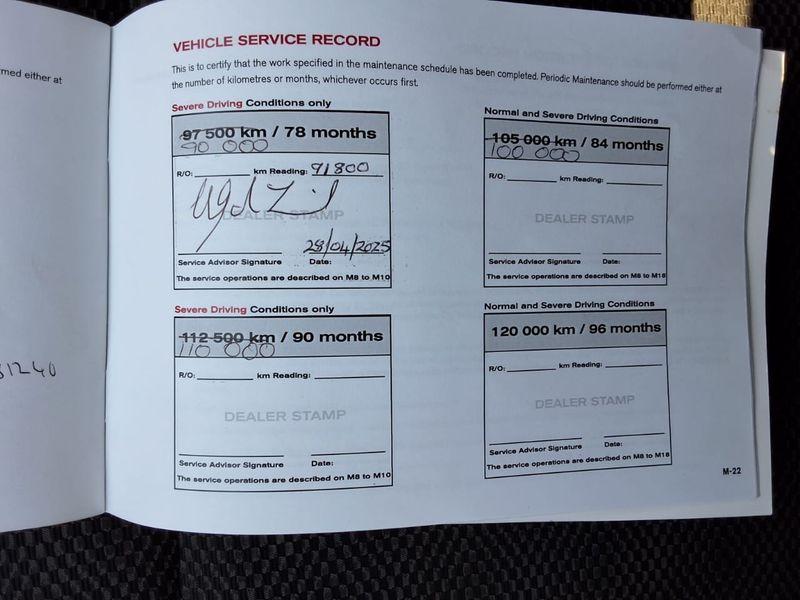 med either at
31240
VEHICLE SERVICE RECORD
This is to certify that the work specified in the maintenance schedule has been completed. Periodic Maintenance should be performed either at
the number of kilometres or months, whichever occurs first.
Severe Driving Conditions only
97 500 km / 78 months
90 000
R/O: km Reading: 91800
DEALER STAMP
28/04/2025
Service Advisor Signature Date:
The service operations are described on M8 to M10
Normal and Severe Driving Conditions
105 000 km / 84 months
100 000
R/O: km Reading:
DEALER STAMP
Service Advisor Signature Date:
The service operations are described on M8 to M18
Severe Driving Conditions only
112 500 km / 90 months
110 000
R/O: km Reading:
DEALER STAMP
Service Advisor Signature Date:
The service operations are described on M8 to M10
Normal and Severe Driving Conditions
120 000 km / 96 months
R/O: km Reading:
DEALER STAMP
Service Advisor Signature Date:
The service operations are described on M8 to M18
M-22